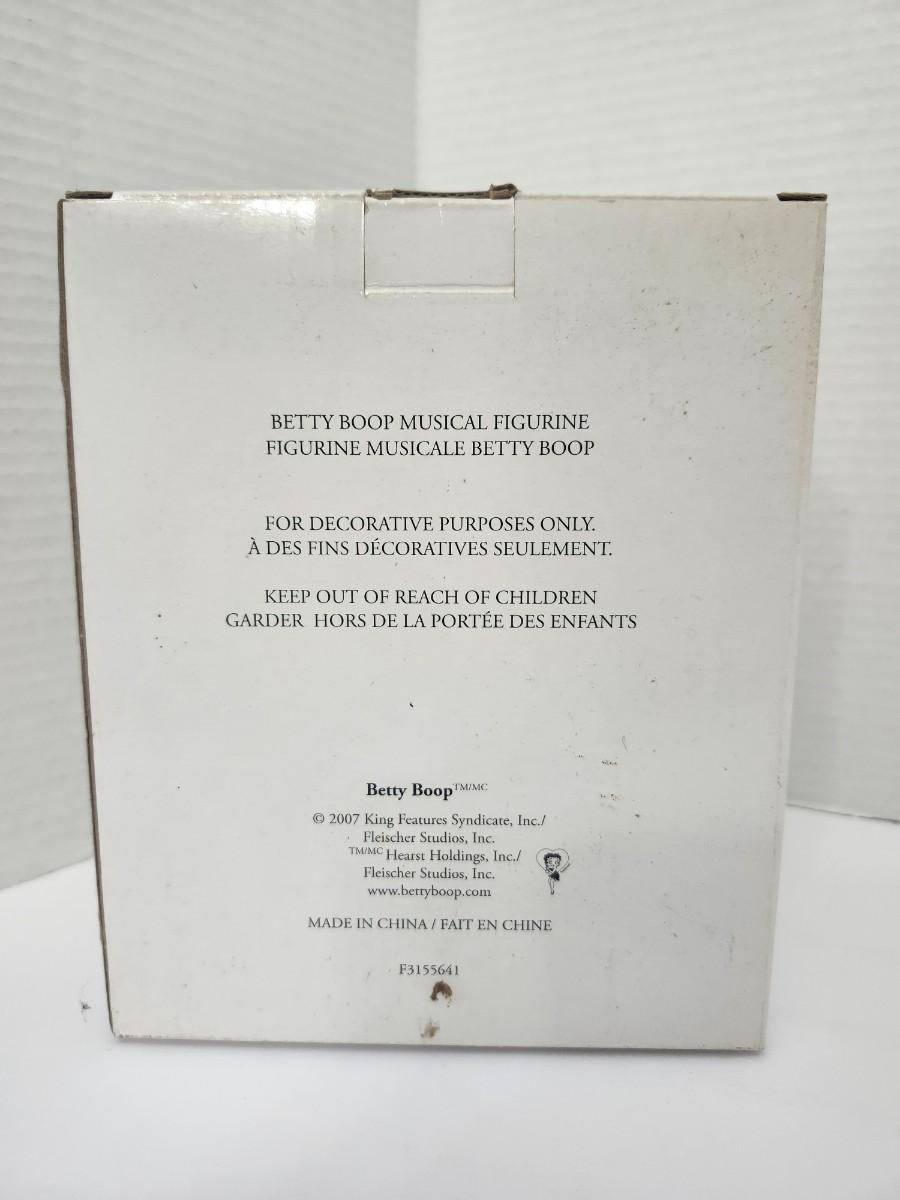 BETTY BOOP MUSICAL FIGURINE
FIGURINE MUSICALE BETTY BOOP
FOR DECORATIVE PURPOSES ONLY.
À DES FINS DÉCORATIVES SEULEMENT.
KEEP OUT OF REACH OF CHILDREN
GARDER HORS DE LA PORTÉE DES ENFANTS
Betty Boop™/MC
© 2007 King Features Syndicate, Inc./
Fleischer Studios, Inc.
TM/MC Hearst Holdings, Inc./
Fleischer Studios, Inc.
www.bettyboop.com
MADE IN CHINA / FAIT EN CHINE
F3155641